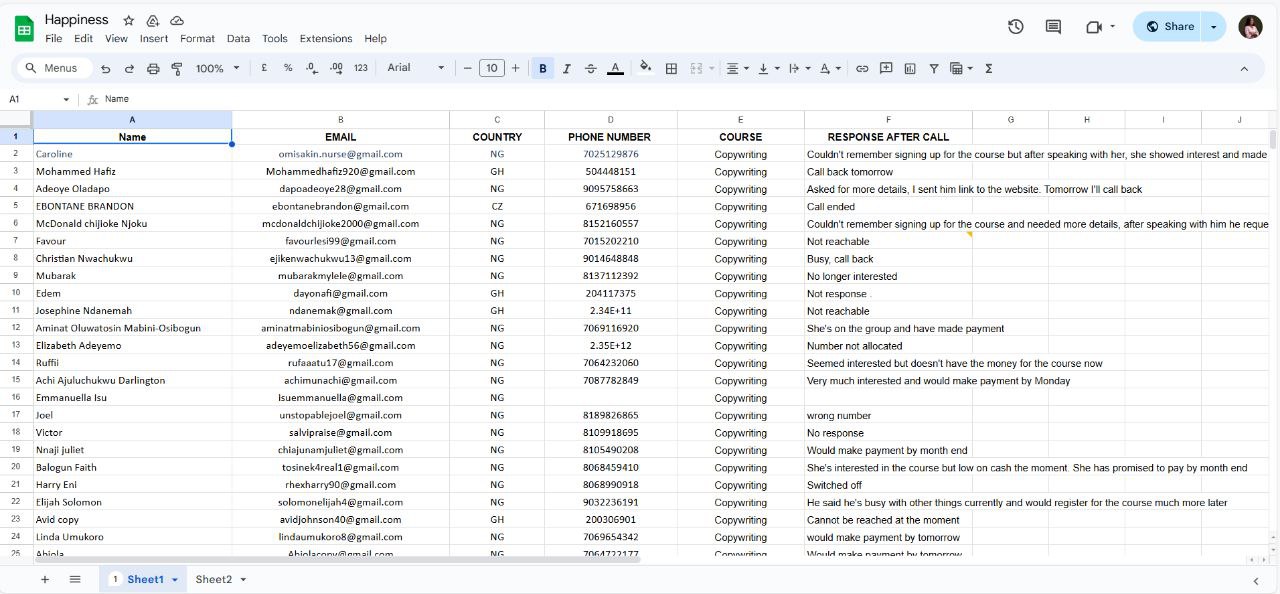 Happiness
File Edit View Insert Format Data Tools Extensions Help
Share
Menus 100% £ % .0 .00 123 Arial − 10 + B I A Σ
A1 fx Name
A B C D E F G H I J
1 Name EMAIL COUNTRY PHONE NUMBER COURSE RESPONSE AFTER CALL
2 Caroline omisakin.nurse@gmail.com NG 7025129876 Copywriting Couldn't remember signing up for the course but after speaking with her, she showed interest and made
3 Mohammed Hafiz Mohammedhafiz920@gmail.com GH 504448151 Copywriting Call back tomorrow
4 Adeoye Oladapo dapoadeoye28@gmail.com NG 9095758663 Copywriting Asked for more details, I sent him link to the website. Tomorrow I'll call back
5 EBONTANE BRANDON ebontanebrandon@gmail.com CZ 671698956 Copywriting Call ended
6 McDonald chijioke Njoku mcdonaldchijioke2000@gmail.com NG 8152160557 Copywriting Couldn't remember signing up for the course and needed more details, after speaking with him he reque
7 Favour favourlesi99@gmail.com NG 7015202210 Copywriting Not reachable
8 Christian Nwachukwu ejikenwachukwu13@gmail.com NG 9014648848 Copywriting Busy, call back
9 Mubarak mubarakmylele@gmail.com NG 8137112392 Copywriting No longer interested
10 Edem dayonafi@gmail.com GH 204117375 Copywriting Not response .
11 Josephine Ndanemah ndanemak@gmail.com GH 2.34E+11 Copywriting Not reachable
12 Aminat Oluwatosin Mabini-Osibogun aminatmabiniosibogun@gmail.com NG 7069116920 Copywriting She's on the group and have made payment
13 Elizabeth Adeyemo adeyemoelizabeth56@gmail.com NG 2.35E+12 Copywriting Number not allocated
14 Ruffii rufaaatu17@gmail.com NG 7064232060 Copywriting Seemed interested but doesn't have the money for the course now
15 Achi Ajuluchukwu Darlington achimunachi@gmail.com NG 7087782849 Copywriting Very much interested and would make payment by Monday
16 Emmanuella Isu isuemmanuella@gmail.com NG Copywriting
17 Joel unstopablejoel@gmail.com NG 8189826865 Copywriting wrong number
18 Victor salvipraise@gmail.com NG 8109918695 Copywriting No response
19 Nnaji juliet chiajunamjuliet@gmail.com NG 8105490208 Copywriting Would make payment by month end
20 Balogun Faith tosinek4real1@gmail.com NG 8068459410 Copywriting She's interested in the course but low on cash the moment. She has promised to pay by month end
21 Harry Eni rhexharry90@gmail.com NG 8068990918 Copywriting Switched off
22 Elijah Solomon solomonelijah4@gmail.com NG 9032236191 Copywriting He said he's busy with other things currently and would register for the course much more later
23 Avid copy avidjohnson40@gmail.com GH 200306901 Copywriting Cannot be reached at the moment
24 Linda Umukoro lindaumukoro8@gmail.com NG 7069654342 Copywriting would make payment by tomorrow
25 Abiola Abiolacopy@gmail.com NG 7064722177 Copywriting Would make payment by tomorrow
1 Sheet1 Sheet2